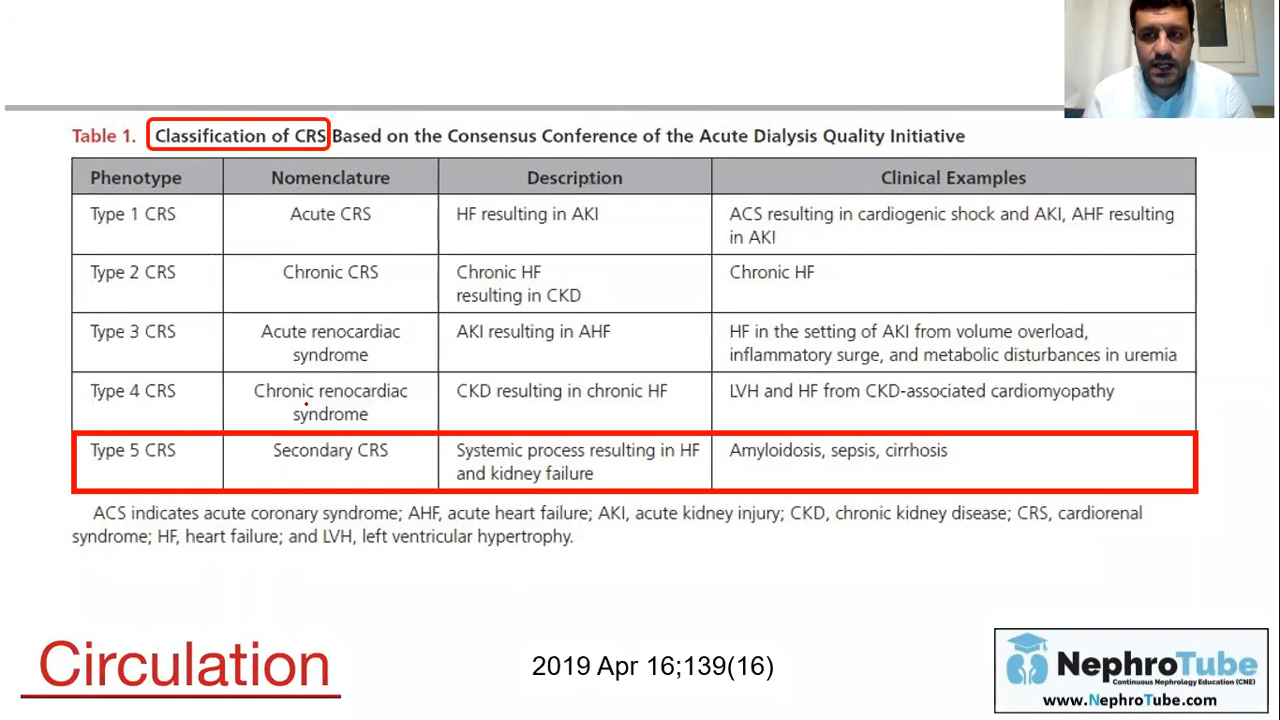 Table 1. Classification of CRS Based on the Consensus Conference of the Acute Dialysis Quality Initiative
Phenotype Nomenclature Description Clinical Examples
Type 1 CRS Acute CRS HF resulting in AKI ACS resulting in cardiogenic shock and AKI, AHF resulting
in AKI
Type 2 CRS Chronic CRS Chronic HF Chronic HF
resulting in CKD
Type 3 CRS Acute renocardiac AKI resulting in AHF HF in the setting of AKI from volume overload,
syndrome inflammatory surge, and metabolic disturbances in uremia
Type 4 CRS Chronic renocardiac CKD resulting in chronic HF LVH and HF from CKD-associated cardiomyopathy
syndrome
Type 5 CRS Secondary CRS Systemic process resulting in HF Amyloidosis, sepsis, cirrhosis
and kidney failure
ACS indicates acute coronary syndrome; AHF, acute heart failure; AKI, acute kidney injury; CKD, chronic kidney disease; CRS, cardiorenal
syndrome; HF, heart failure; and LVH, left ventricular hypertrophy.
Circulation
2019 Apr 16;139(16)
NephroTube
Continuous Nephrology Education (CNE)
www.NephroTube.com